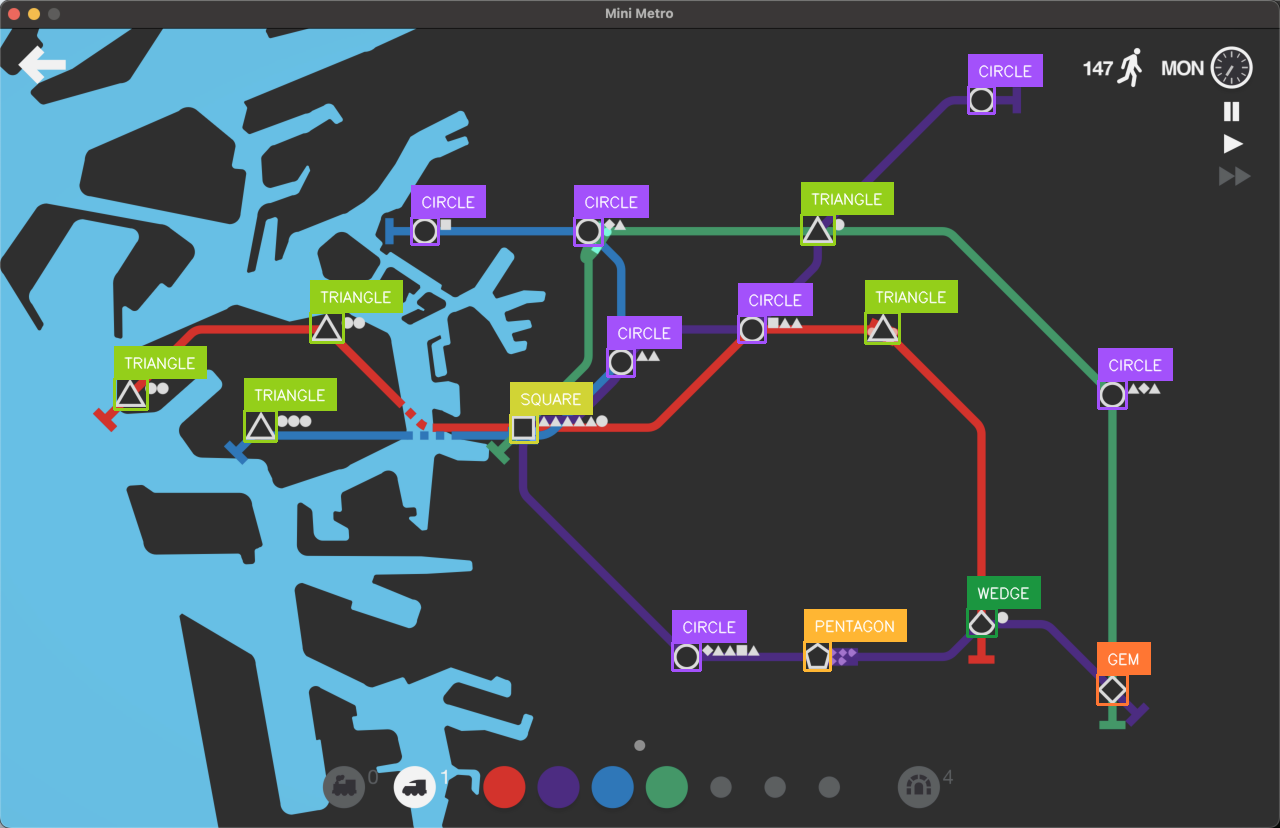 Mini Metro
CIRCLE
147
MON
CIRCLE
CIRCLE
TRIANGLE
TRIANGLE
CIRCLE
TRIANGLE
CIRCLE
TRIANGLE
CIRCLE
TRIANGLE
SQUARE
WEDGE
CIRCLE
PENTAGON
GEM
0
1
4